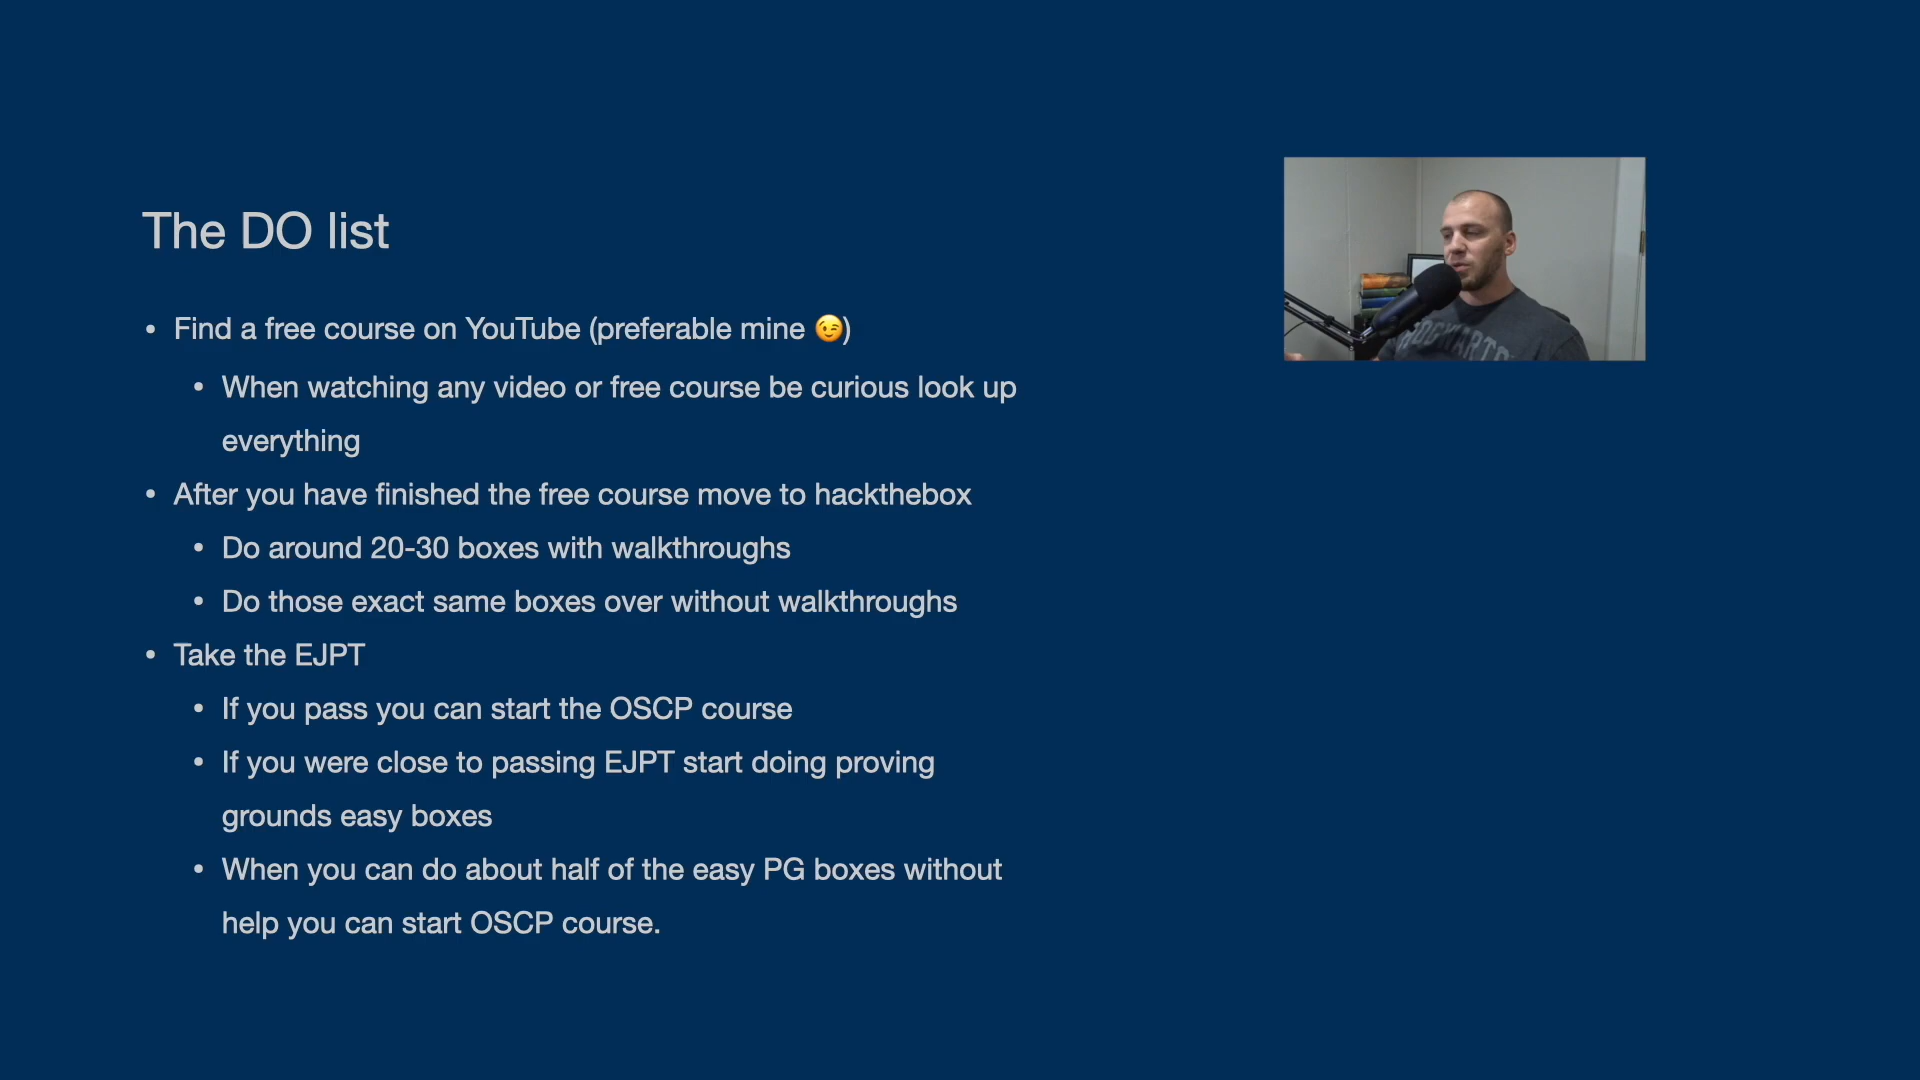 The DO list
• Find a free course on YouTube (preferable mine 😉)
• When watching any video or free course be curious look up
everything
• After you have finished the free course move to hackthebox
• Do around 20-30 boxes with walkthroughs
• Do those exact same boxes over without walkthroughs
• Take the EJPT
• If you pass you can start the OSCP course
• If you were close to passing EJPT start doing proving
grounds easy boxes
• When you can do about half of the easy PG boxes without
help you can start OSCP course.
HOGWARTS